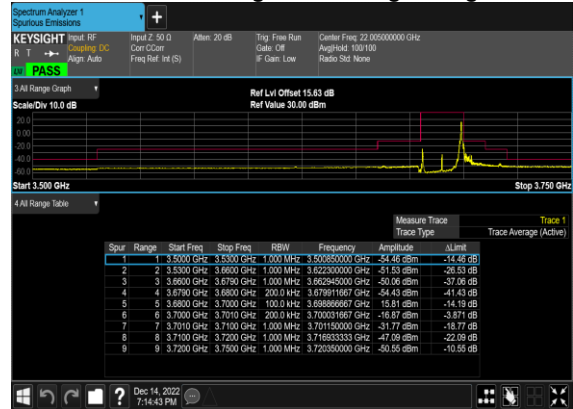 Spectrum Analyzer 1
Spurious Emissions
+
KEYSIGHT Input: RF Input Z: 50 Ω Atten: 20 dB Trig: Free Run Center Freq: 22.005000000 GHz
R T Coupling: DC Corr CCorr Gate: Off Avg|Hold: 100/100
Align: Auto Freq Ref: Int (S) IF Gain: Low Radio Std: None
PASS
3 All Range Graph
Ref Lvl Offset 15.63 dB
Scale/Div 10.0 dB Ref Value 30.00 dBm
20.0
0.00
-20.0
-40.0
-60.0
Start 3.500 GHz Stop 3.750 GHz
4 All Range Table
Measure Trace Trace 1
Trace Type Trace Average (Active)
Spur Range Start Freq Stop Freq RBW Frequency Amplitude ΔLimit
1 1 3.5000 GHz 3.5300 GHz 1.000 MHz 3.500850000 GHz -54.46 dBm -14.46 dB
2 2 3.5300 GHz 3.6600 GHz 1.000 MHz 3.622300000 GHz -51.53 dBm -26.53 dB
3 3 3.6600 GHz 3.6790 GHz 1.000 MHz 3.662945000 GHz -50.06 dBm -37.06 dB
4 4 3.6790 GHz 3.6800 GHz 200.0 kHz 3.679911667 GHz -54.43 dBm -41.43 dB
5 5 3.6800 GHz 3.7000 GHz 100.0 kHz 3.698866667 GHz 15.81 dBm -14.19 dB
6 6 3.7000 GHz 3.7010 GHz 200.0 kHz 3.700031667 GHz -16.87 dBm -3.871 dB
7 7 3.7010 GHz 3.7100 GHz 1.000 MHz 3.701150000 GHz -31.77 dBm -18.77 dB
8 8 3.7100 GHz 3.7200 GHz 1.000 MHz 3.716933333 GHz -47.09 dBm -22.09 dB
9 9 3.7200 GHz 3.7500 GHz 1.000 MHz 3.720350000 GHz -50.55 dBm -10.55 dB
? Dec 14, 2022
7:14:43 PM